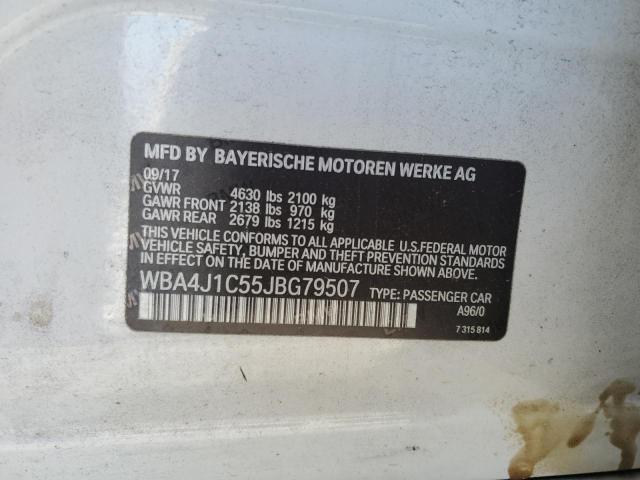 MFD BY BAYERISCHE MOTOREN WERKE AG
09/17
GVWR 4630 lbs 2100 kg
GAWR FRONT 2138 lbs 970 kg
GAWR REAR 2679 lbs 1215 kg
THIS VEHICLE CONFORMS TO ALL APPLICABLE U.S.FEDERAL MOTOR
VEHICLE SAFETY, BUMPER, AND THEFT PREVENTION STANDARDS
IN EFFECT ON THE DATE OF MANUFACTURE SHOWN ABOVE.
WBA4J1C55JBG79507 TYPE: PASSENGER CAR
A96/0
7 315 814